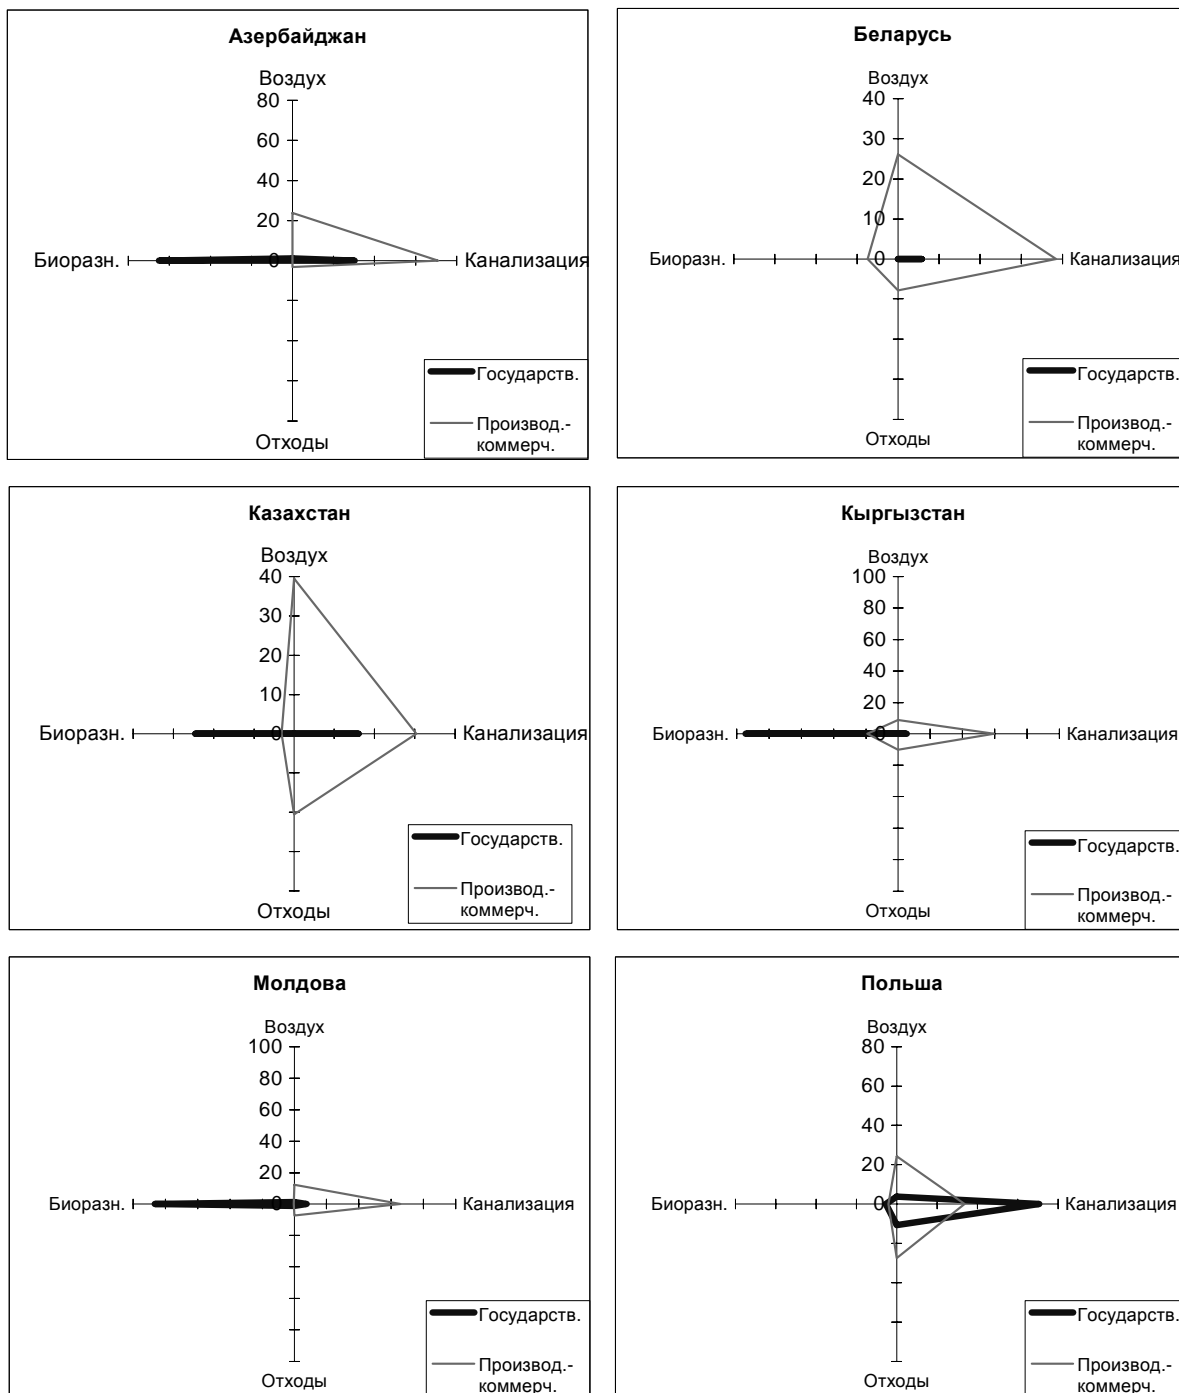 Азербайджан
Воздух
80
60
40
20
0
Биоразн.
Канализация
Отходы
Государств.
Производ.-
коммерч.
Беларусь
Воздух
40
30
20
10
0
Биоразн.
Канализация
Отходы
Государств.
Производ.-
коммерч.
Казахстан
Воздух
40
30
20
10
0
Биоразн.
Канализация
Отходы
Государств.
Производ.-
коммерч.
Кыргызстан
Воздух
100
80
60
40
20
0
Биоразн.
Канализация
Отходы
Государств.
Производ.-
коммерч.
Молдова
Воздух
100
80
60
40
20
0
Биоразн.
Канализация
Отходы
Государств.
Производ.-
коммерч.
Польша
Воздух
80
60
40
20
0
Биоразн.
Канализация
Отходы
Государств.
Производ.-
коммерч.